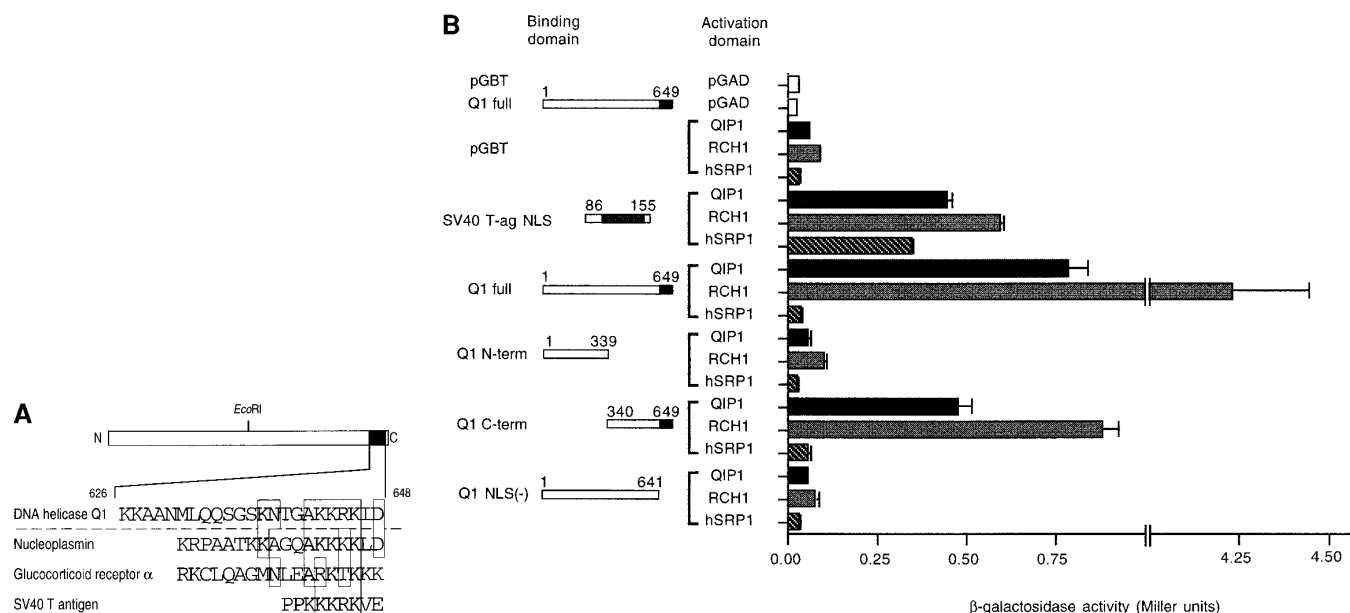 A
EcoRI
N C
626 648
DNA helicase Q1 KKAANMLQQSGSKNTGAKKRKID
Nucleoplasmin KRPAATKKAGQAKKKKLD
Glucocorticoid receptor α RKCLQAGMNLEARKTKKK
SV40 T antigen PPKKKRKVE
B
Binding domain
Activation domain
pGBT pGAD
Q1 full 1 649 pGAD
pGBT
QIP1
RCH1
hSRP1
SV40 T-ag NLS 86 155
QIP1
RCH1
hSRP1
Q1 full 1 649
QIP1
RCH1
hSRP1
Q1 N-term 1 339
QIP1
RCH1
hSRP1
Q1 C-term 340 649
QIP1
RCH1
hSRP1
Q1 NLS(-) 1 641
QIP1
RCH1
hSRP1
0.00 0.25 0.50 0.75 4.25 4.50
β-galactosidase activity (Miller units)